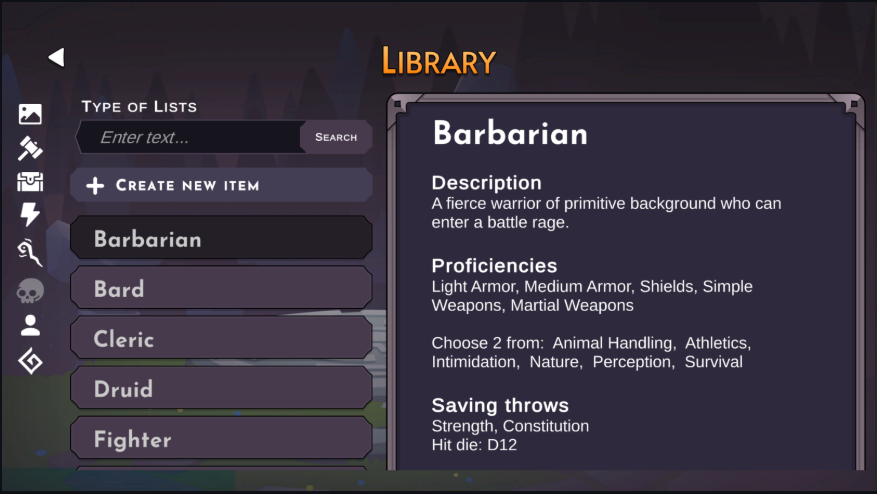 Library
Type of Lists
Enter text...
Search
Create new item
Barbarian
Bard
Cleric
Druid
Fighter
Barbarian
Description
A fierce warrior of primitive background who can
enter a battle rage.
Proficiencies
Light Armor, Medium Armor, Shields, Simple
Weapons, Martial Weapons
Choose 2 from: Animal Handling, Athletics,
Intimidation, Nature, Perception, Survival
Saving throws
Strength, Constitution
Hit die: D12